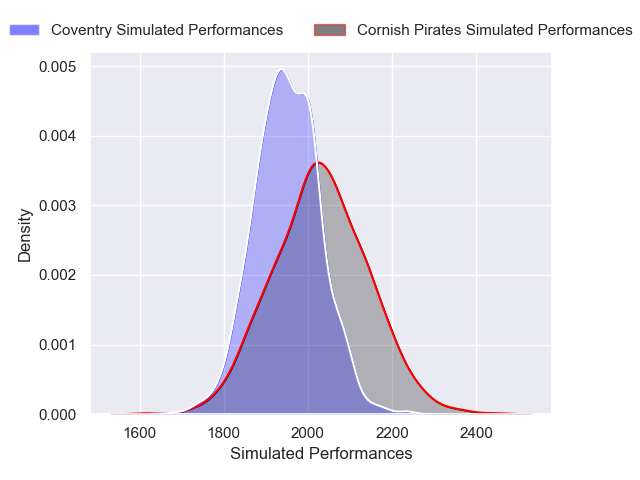 Coventry Simulated Performances
Cornish Pirates Simulated Performances
0.005
0.004
0.003
0.002
0.001
0.000
Density
1600 1800 2000 2200 2400
Simulated Performances